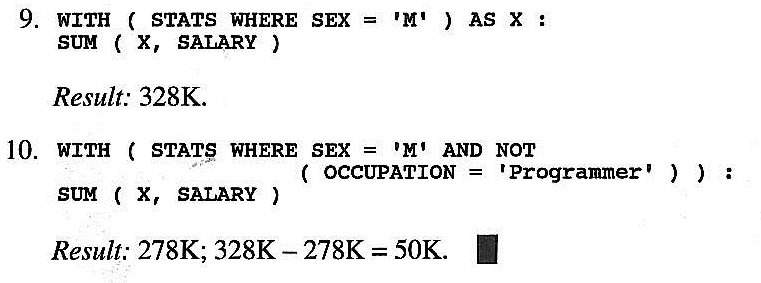 9. WITH ( STATS WHERE SEX = 'M' ) AS X :
SUM ( X, SALARY )
Result: 328K.
10. WITH ( STATS WHERE SEX = 'M' AND NOT
( OCCUPATION = 'Programmer' ) ) :
SUM ( X, SALARY )
Result: 278K; 328K – 278K = 50K.